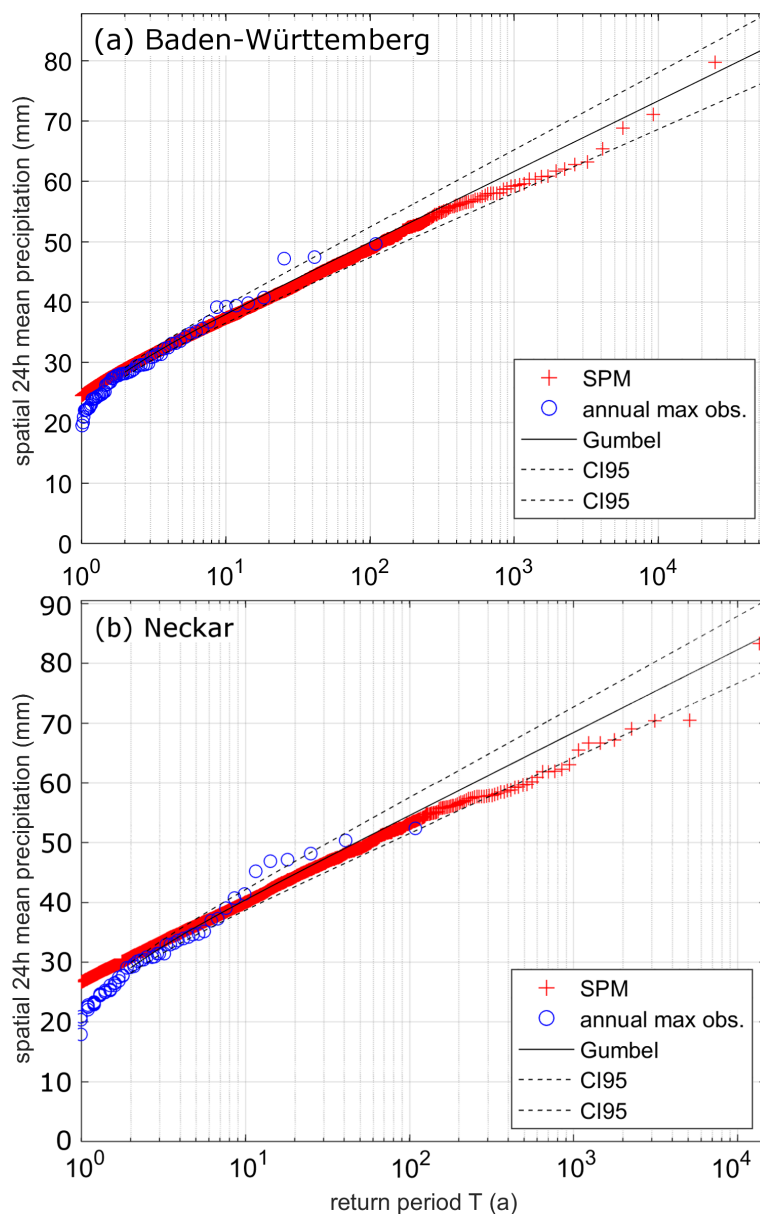 (a) Baden-Württemberg
80
70
60
50
40
30
20
10
0
spatial 24h mean precipitation (mm)
SPM
annual max obs.
Gumbel
CI95
CI95
10^0 10^1 10^2 10^3 10^4
(b) Neckar
90
80
70
60
50
40
30
20
10
0
spatial 24h mean precipitation (mm)
SPM
annual max obs.
Gumbel
CI95
CI95
10^0 10^1 10^2 10^3 10^4
return period T (a)